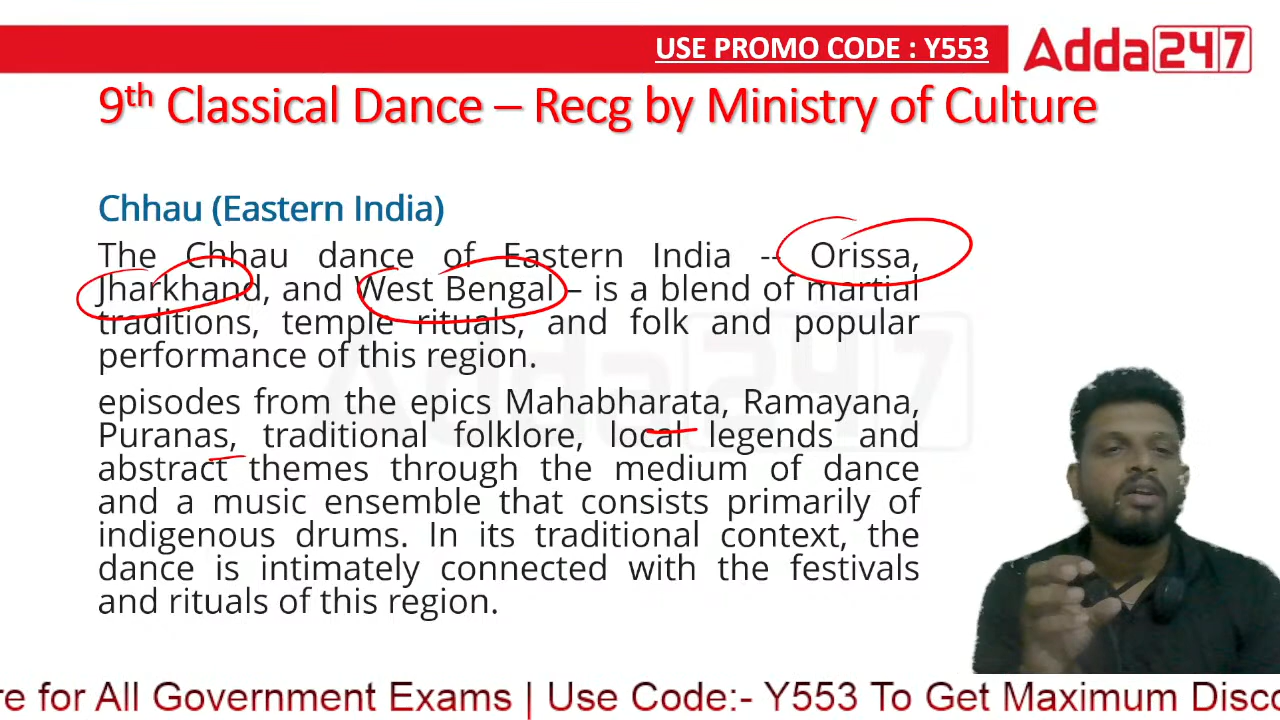 USE PROMO CODE : Y553
Adda247
9th Classical Dance – Recg by Ministry of Culture
Chhau (Eastern India)
The Chhau dance of Eastern India -- Orissa,
Jharkhand, and West Bengal – is a blend of martial
traditions, temple rituals, and folk and popular
performance of this region.
episodes from the epics Mahabharata, Ramayana,
Puranas, traditional folklore, local legends and
abstract themes through the medium of dance
and a music ensemble that consists primarily of
indigenous drums. In its traditional context, the
dance is intimately connected with the festivals
and rituals of this region.
Adda247
re for All Government Exams | Use Code:- Y553 To Get Maximum Disco